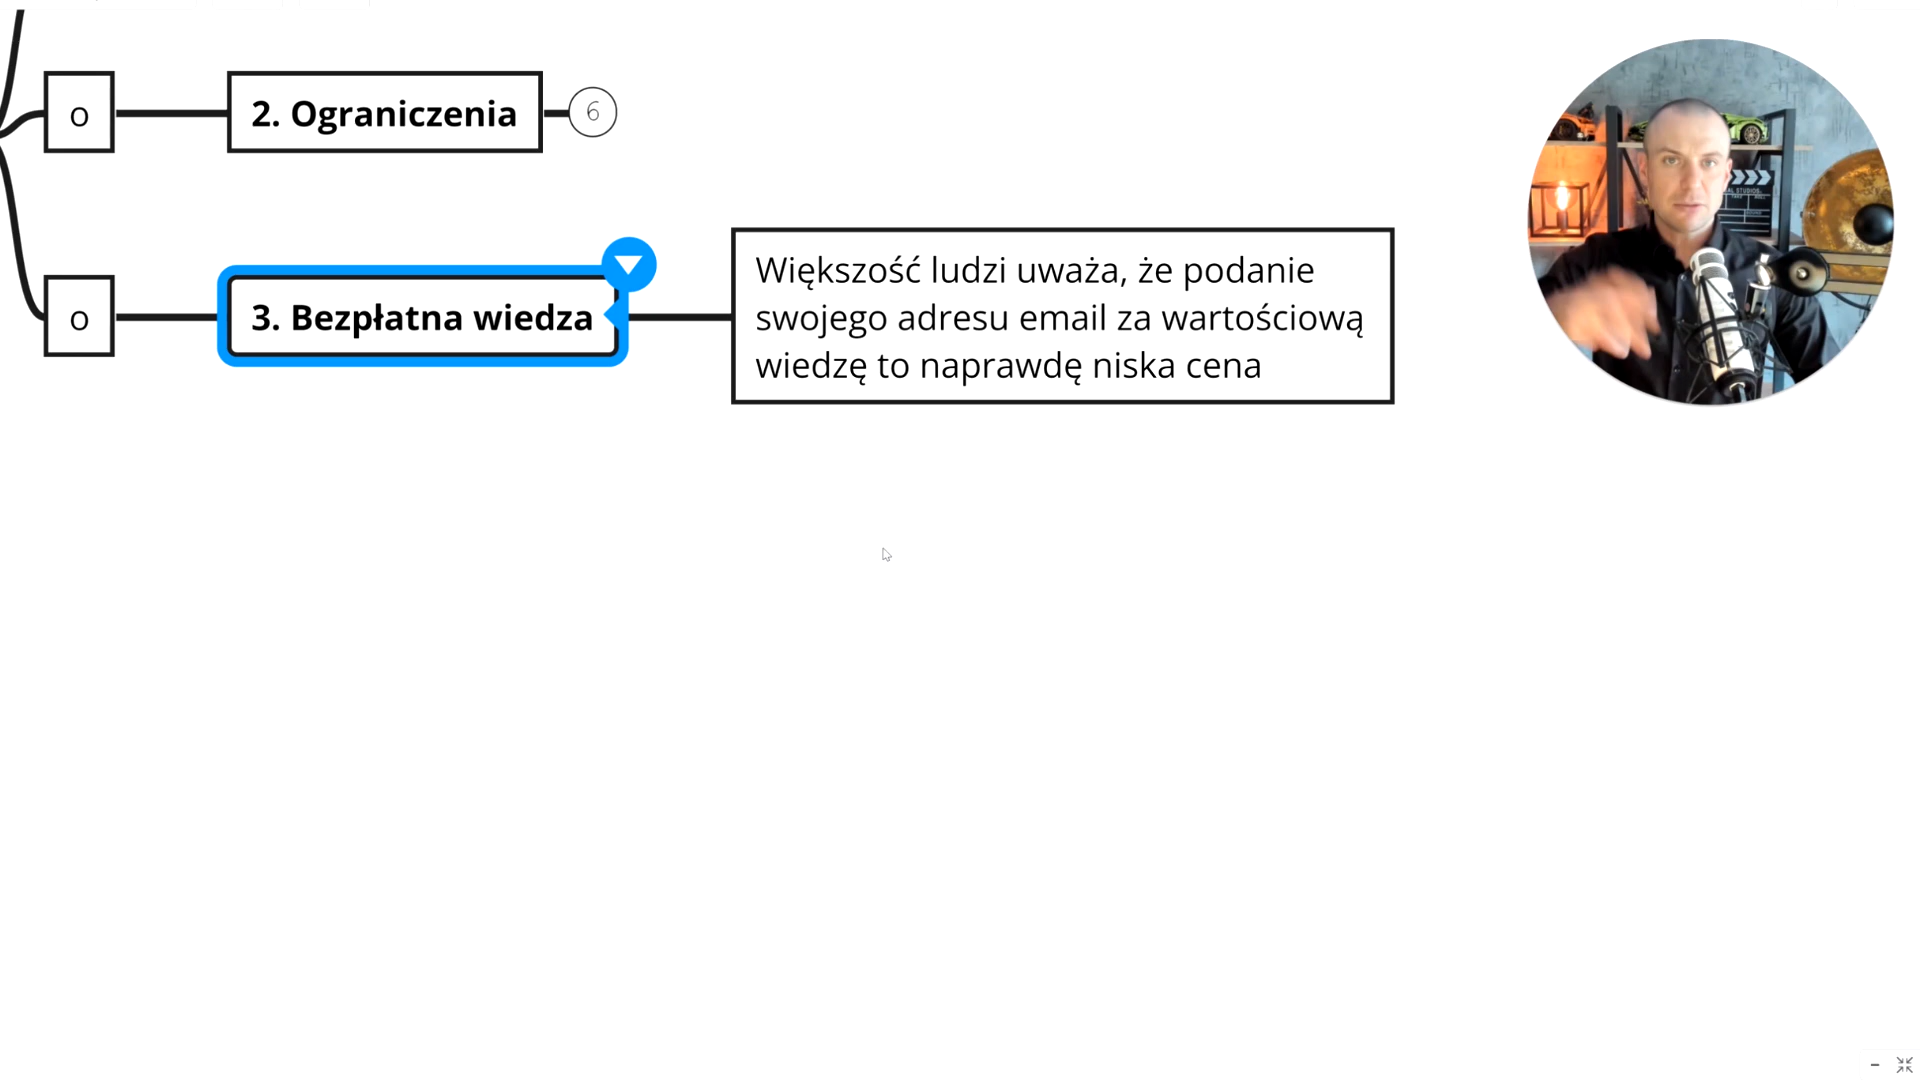 o
2. Ograniczenia
6
o
3. Bezpłatna wiedza
Większość ludzi uważa, że podanie
swojego adresu email za wartościową
wiedzę to naprawdę niska cena